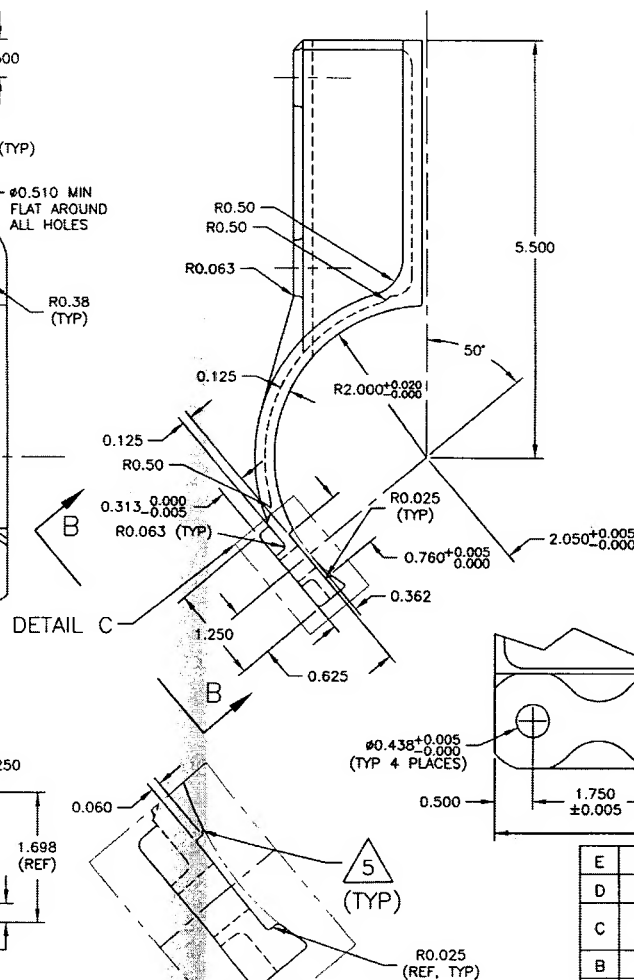 (TYP)
Ø0.510 MIN
FLAT AROUND
ALL HOLES
R0.38
(TYP)
R0.50
R0.50
R0.063
5.500
50°
0.125
R2.000+0.020
-0.000
0.125
R0.50
0.313-0.000
-0.005
R0.063 (TYP)
R0.025
(TYP)
0.760+0.005
0.000
2.050+0.005
-0.000
0.362
B
DETAIL C
1.250
0.625
B
Ø0.438+0.005
-0.000
(TYP 4 PLACES)
0.500
1.750
±0.005
0.060
1.698
(REF)
5
(TYP)
R0.025
(REF, TYP)
E
D
C
B